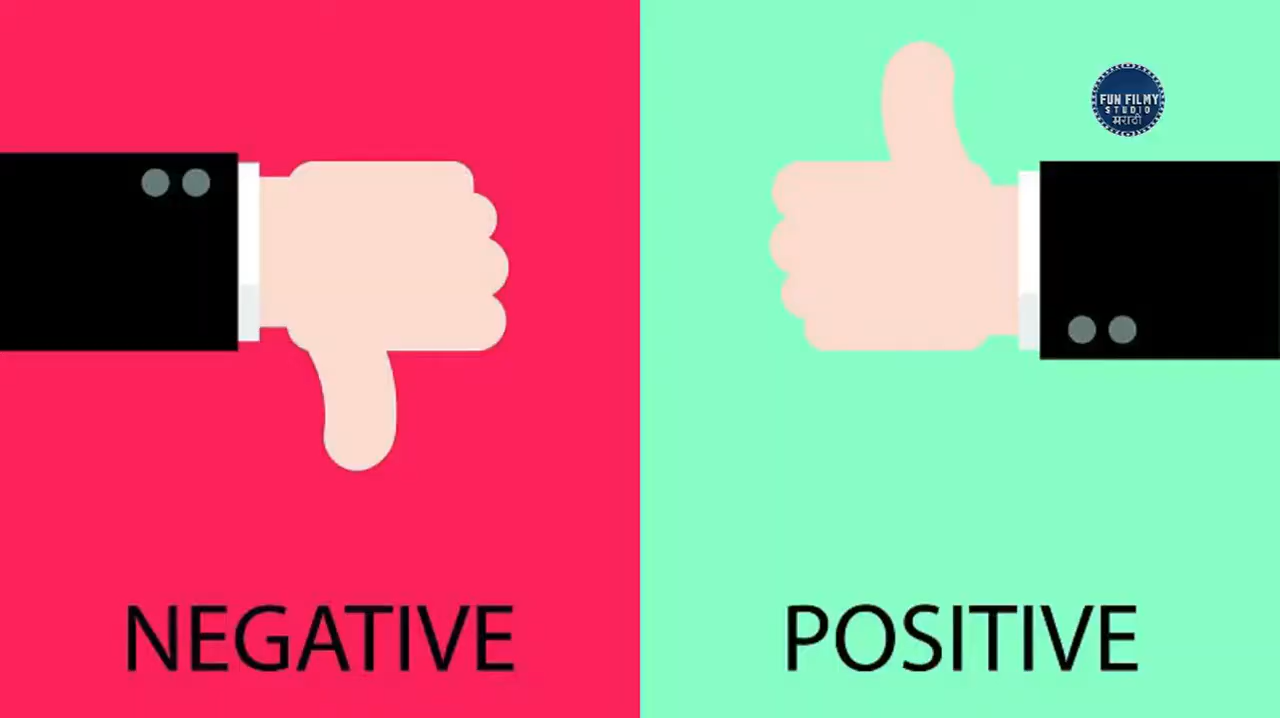 FUN FILMY
STUDIO
मराठी
NEGATIVE
POSITIVE